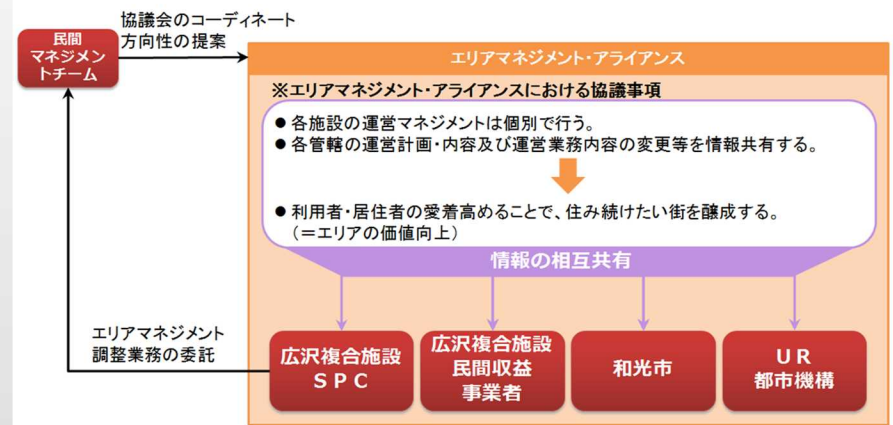 協議会のコーディネート
方向性の提案
民間
マネジメン
トチーム
エリアマネジメント・アライアンス
※エリアマネジメント・アライアンスにおける協議事項
● 各施設の運営マネジメントは個別で行う。
● 各管轄の運営計画・内容及び運営業務内容の変更等を情報共有する。
● 利用者・居住者の愛着高めることで、住み続けたい街を醸成する。
（＝エリアの価値向上）
情報の相互共有
エリアマネジメント
調整業務の委託
広沢複合施設
ＳＰＣ
広沢複合施設
民間収益
事業者
和光市
ＵＲ
都市機構